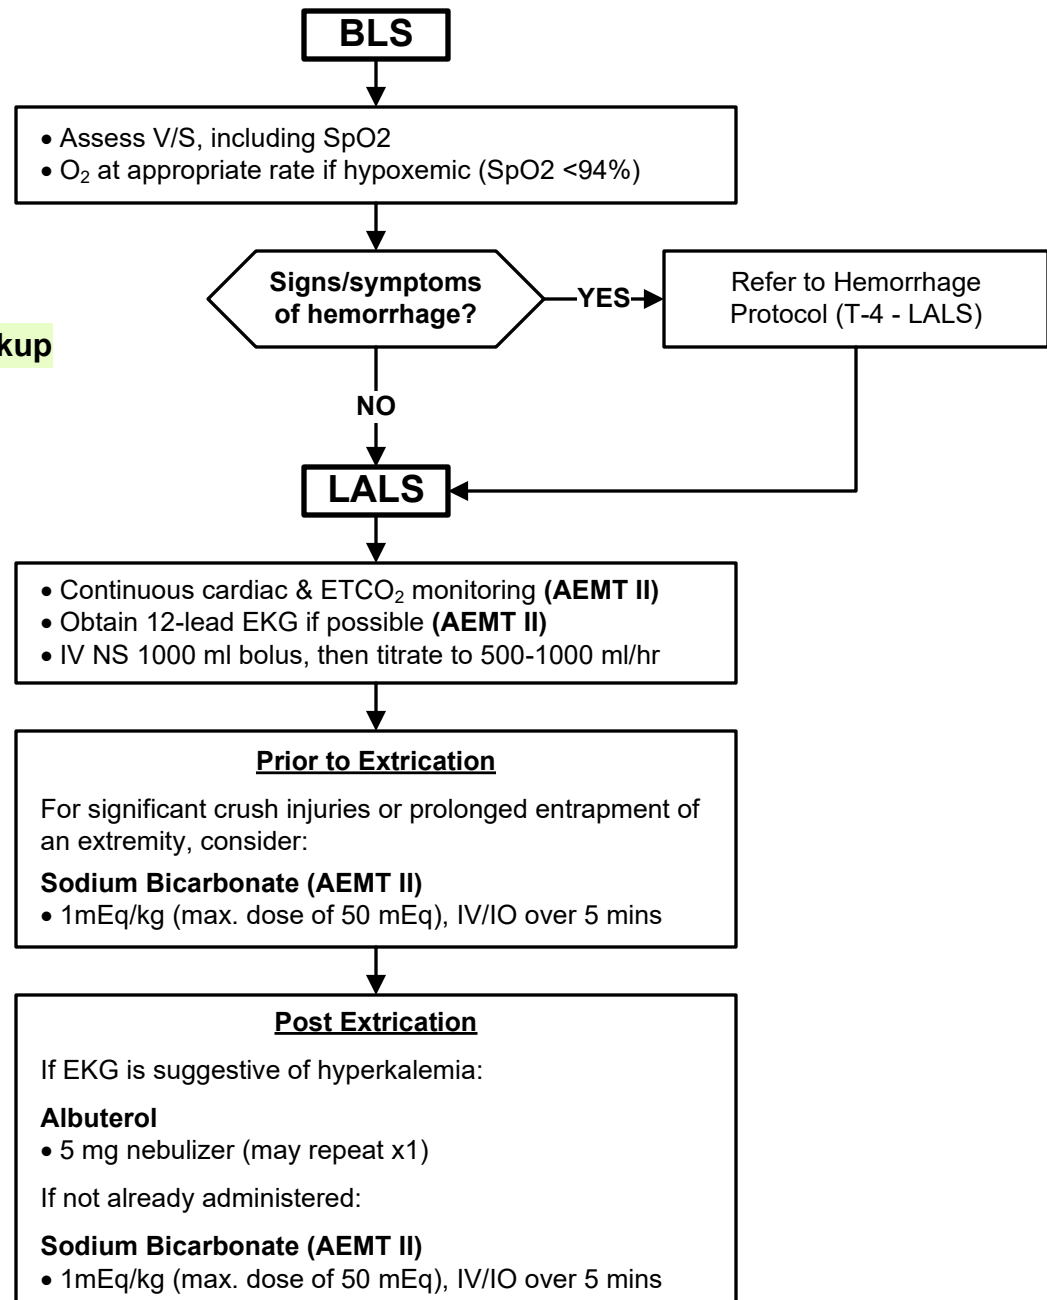 BLS
• Assess V/S, including SpO2
• O₂ at appropriate rate if hypoxemic (SpO2 <94%)
Signs/symptoms
of hemorrhage?
YES
Refer to Hemorrhage
Protocol (T-4 - LALS)
kup
NO
LALS
• Continuous cardiac & ETCO₂ monitoring (AEMT II)
• Obtain 12-lead EKG if possible (AEMT II)
• IV NS 1000 ml bolus, then titrate to 500-1000 ml/hr
Prior to Extrication
For significant crush injuries or prolonged entrapment of
an extremity, consider:
Sodium Bicarbonate (AEMT II)
• 1mEq/kg (max. dose of 50 mEq), IV/IO over 5 mins
Post Extrication
If EKG is suggestive of hyperkalemia:
Albuterol
• 5 mg nebulizer (may repeat x1)
If not already administered:
Sodium Bicarbonate (AEMT II)
• 1mEq/kg (max. dose of 50 mEq), IV/IO over 5 mins